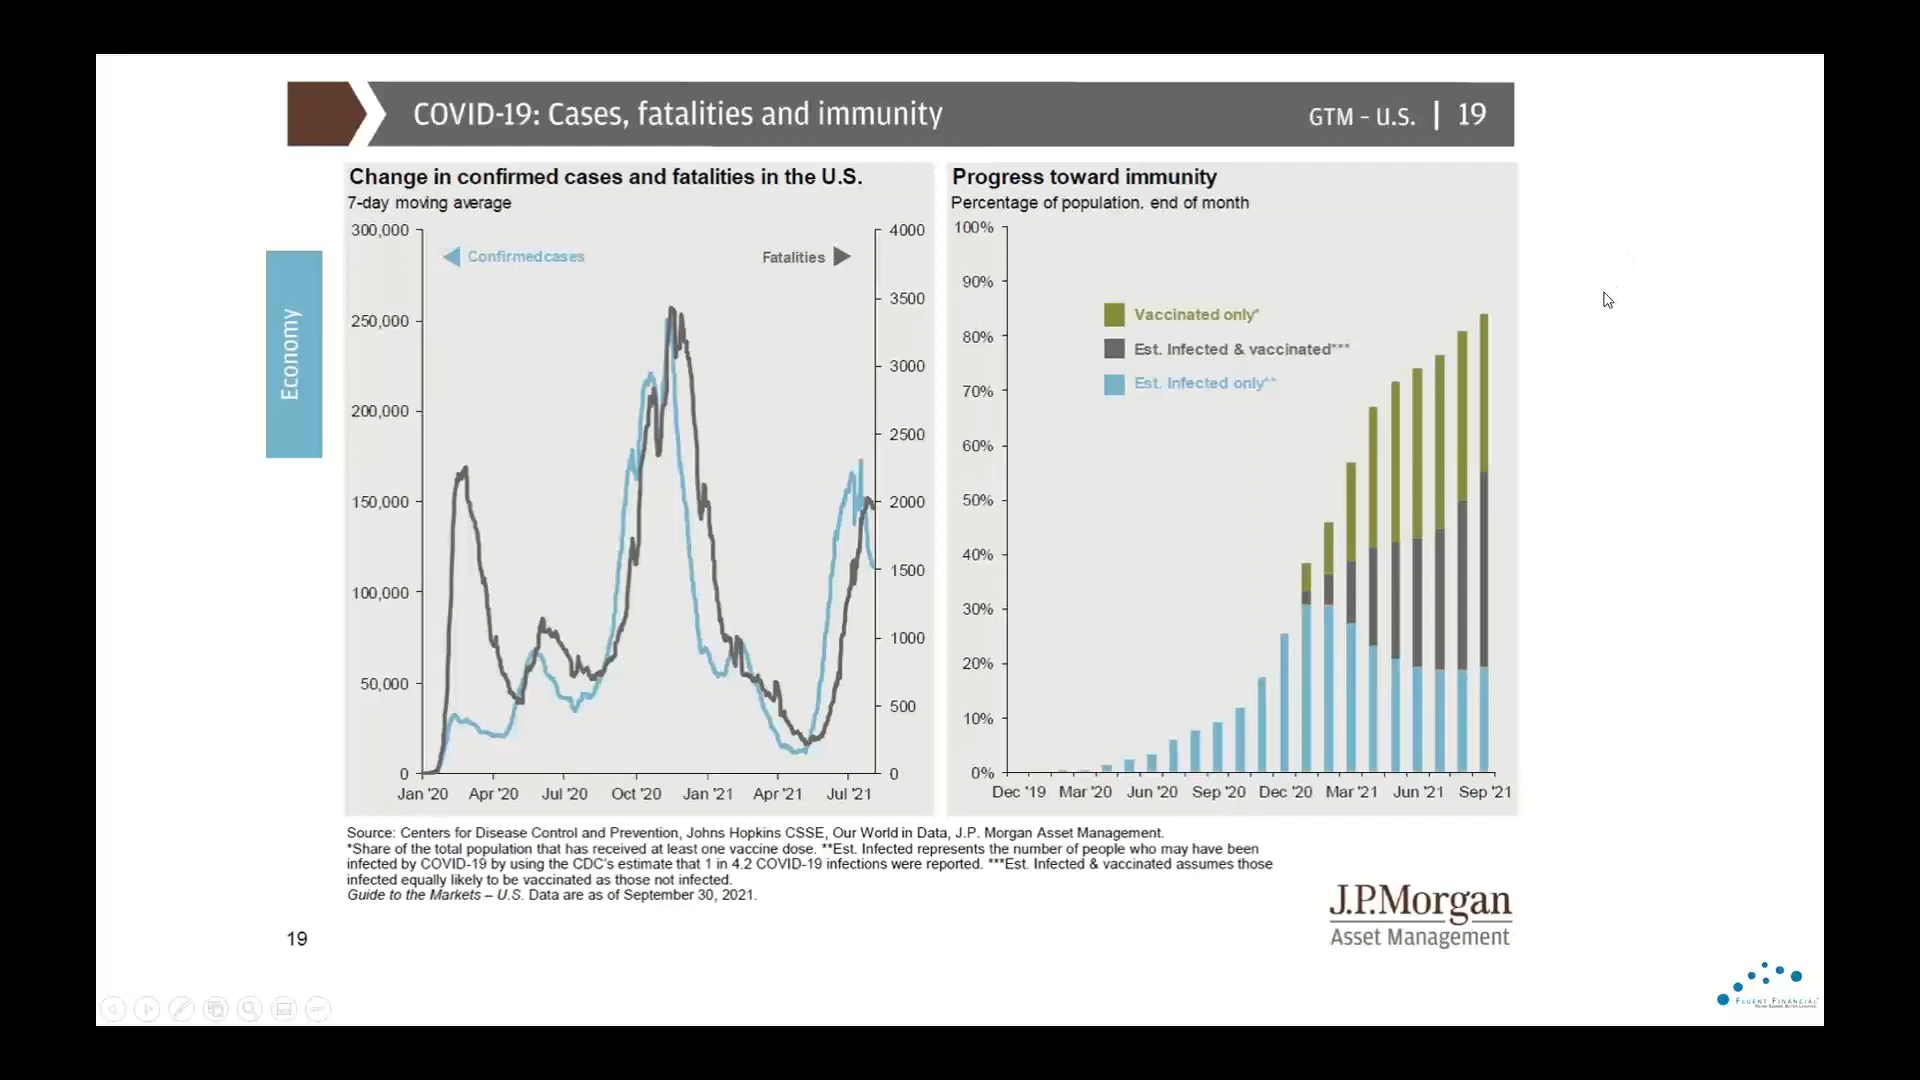 COVID-19: Cases, fatalities and immunity
GTM – U.S. | 19
Economy
Change in confirmed cases and fatalities in the U.S.
7-day moving average
300,000
250,000
200,000
150,000
100,000
50,000
0
Confirmed cases
Fatalities
4000
3500
3000
2500
2000
1500
1000
500
0
Jan '20 Apr '20 Jul '20 Oct '20 Jan '21 Apr '21 Jul '21
Progress toward immunity
Percentage of population, end of month
100%
90%
80%
70%
60%
50%
40%
30%
20%
10%
0%
Vaccinated only*
Est. Infected & vaccinated***
Est. Infected only**
Dec '19 Mar '20 Jun '20 Sep '20 Dec '20 Mar '21 Jun '21 Sep '21
Source: Centers for Disease Control and Prevention, Johns Hopkins CSSE, Our World in Data, J.P. Morgan Asset Management.
*Share of the total population that has received at least one vaccine dose. **Est. Infected represents the number of people who may have been
infected by COVID-19 by using the CDC's estimate that 1 in 4.2 COVID-19 infections were reported. ***Est. Infected & vaccinated assumes those
infected equally likely to be vaccinated as those not infected.
Guide to the Markets – U.S. Data are as of September 30, 2021.
J.P.Morgan
Asset Management
19
FLUENT FINANCIAL